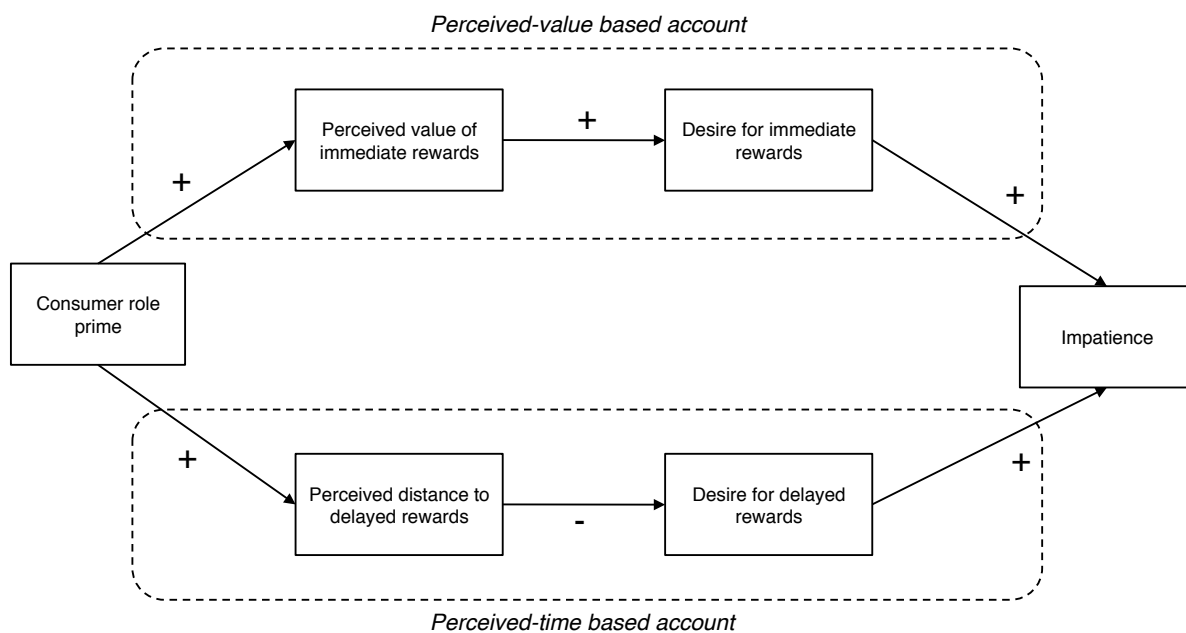 Perceived-value based account
Perceived value of
immediate rewards
+
Desire for immediate
rewards
+
+
Consumer role
prime
Impatience
+
Perceived distance to
delayed rewards
-
Desire for delayed
rewards
+
Perceived-time based account